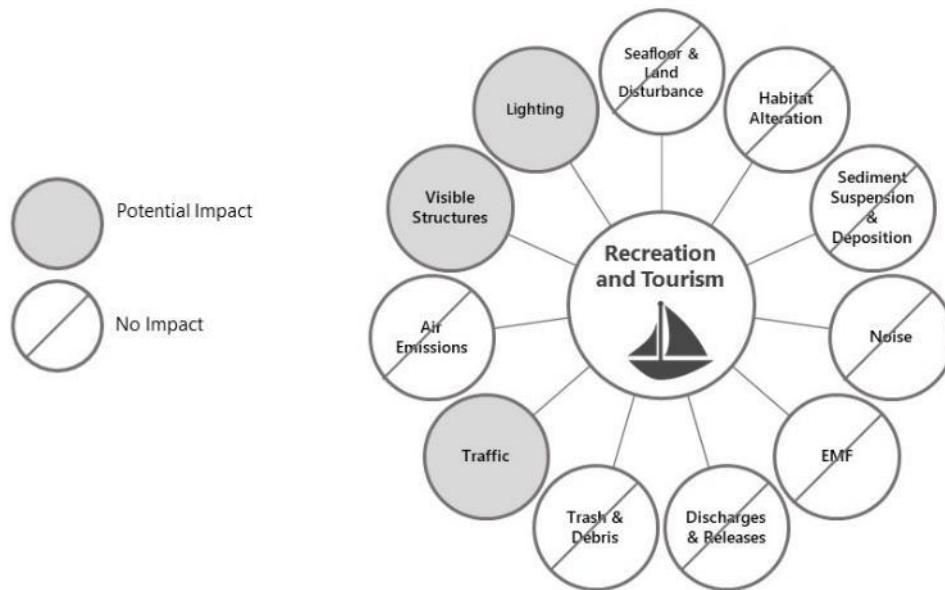 Potential Impact
No Impact
Recreation
and Tourism
Seafloor &
Land
Disturbance
Habitat
Alteration
Sediment
Suspension
&
Deposition
Noise
EMF
Discharges
& Releases
Trash &
Debris
Traffic
Air
Emissions
Visible
Structures
Lighting